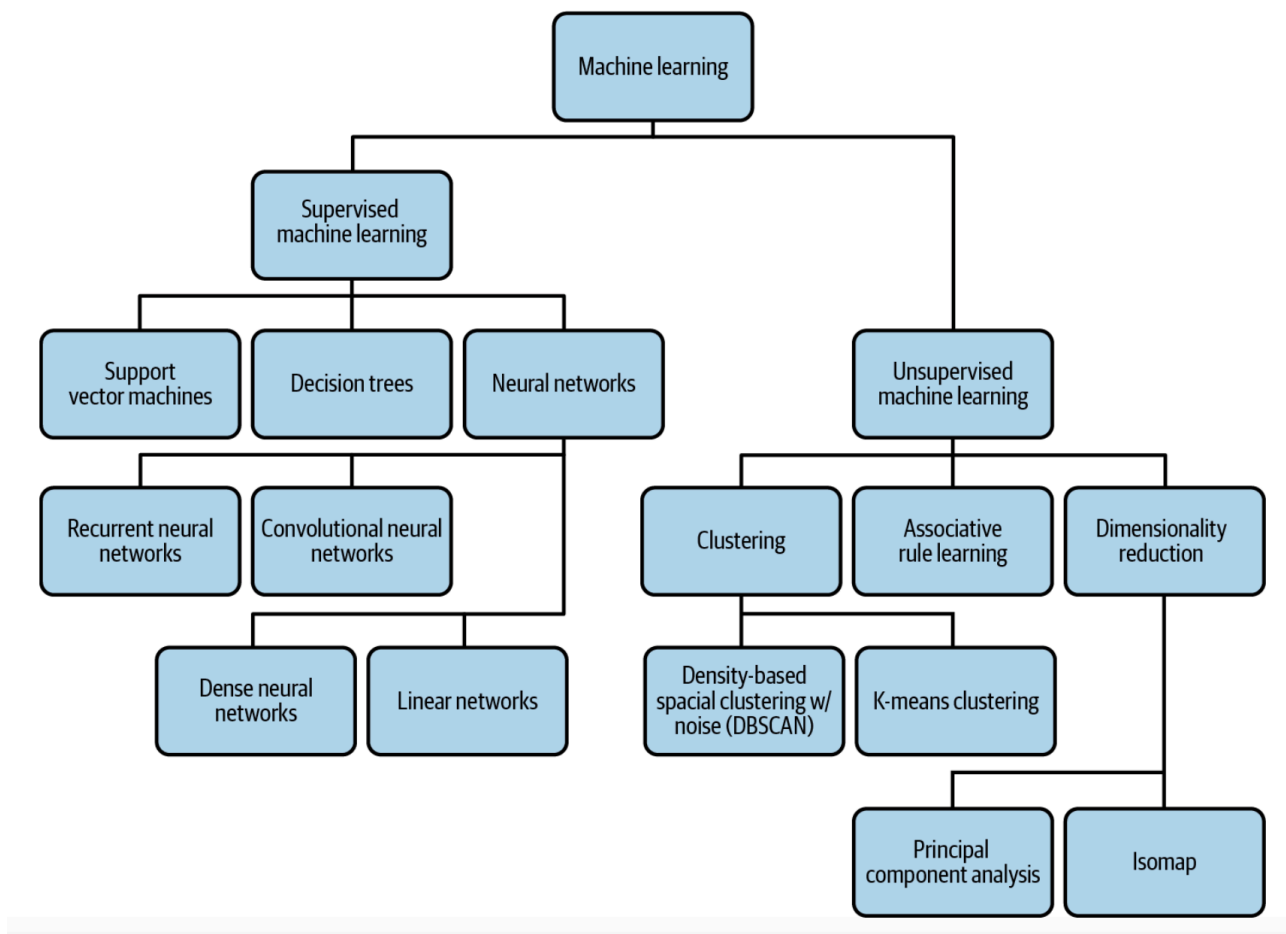 Machine learning
Supervised
machine learning
Support
vector machines
Decision trees
Neural networks
Unsupervised
machine learning
Recurrent neural
networks
Convolutional neural
networks
Clustering
Associative
rule learning
Dimensionality
reduction
Dense neural
networks
Linear networks
Density-based
spacial clustering w/
noise (DBSCAN)
K-means clustering
Principal
component analysis
Isomap